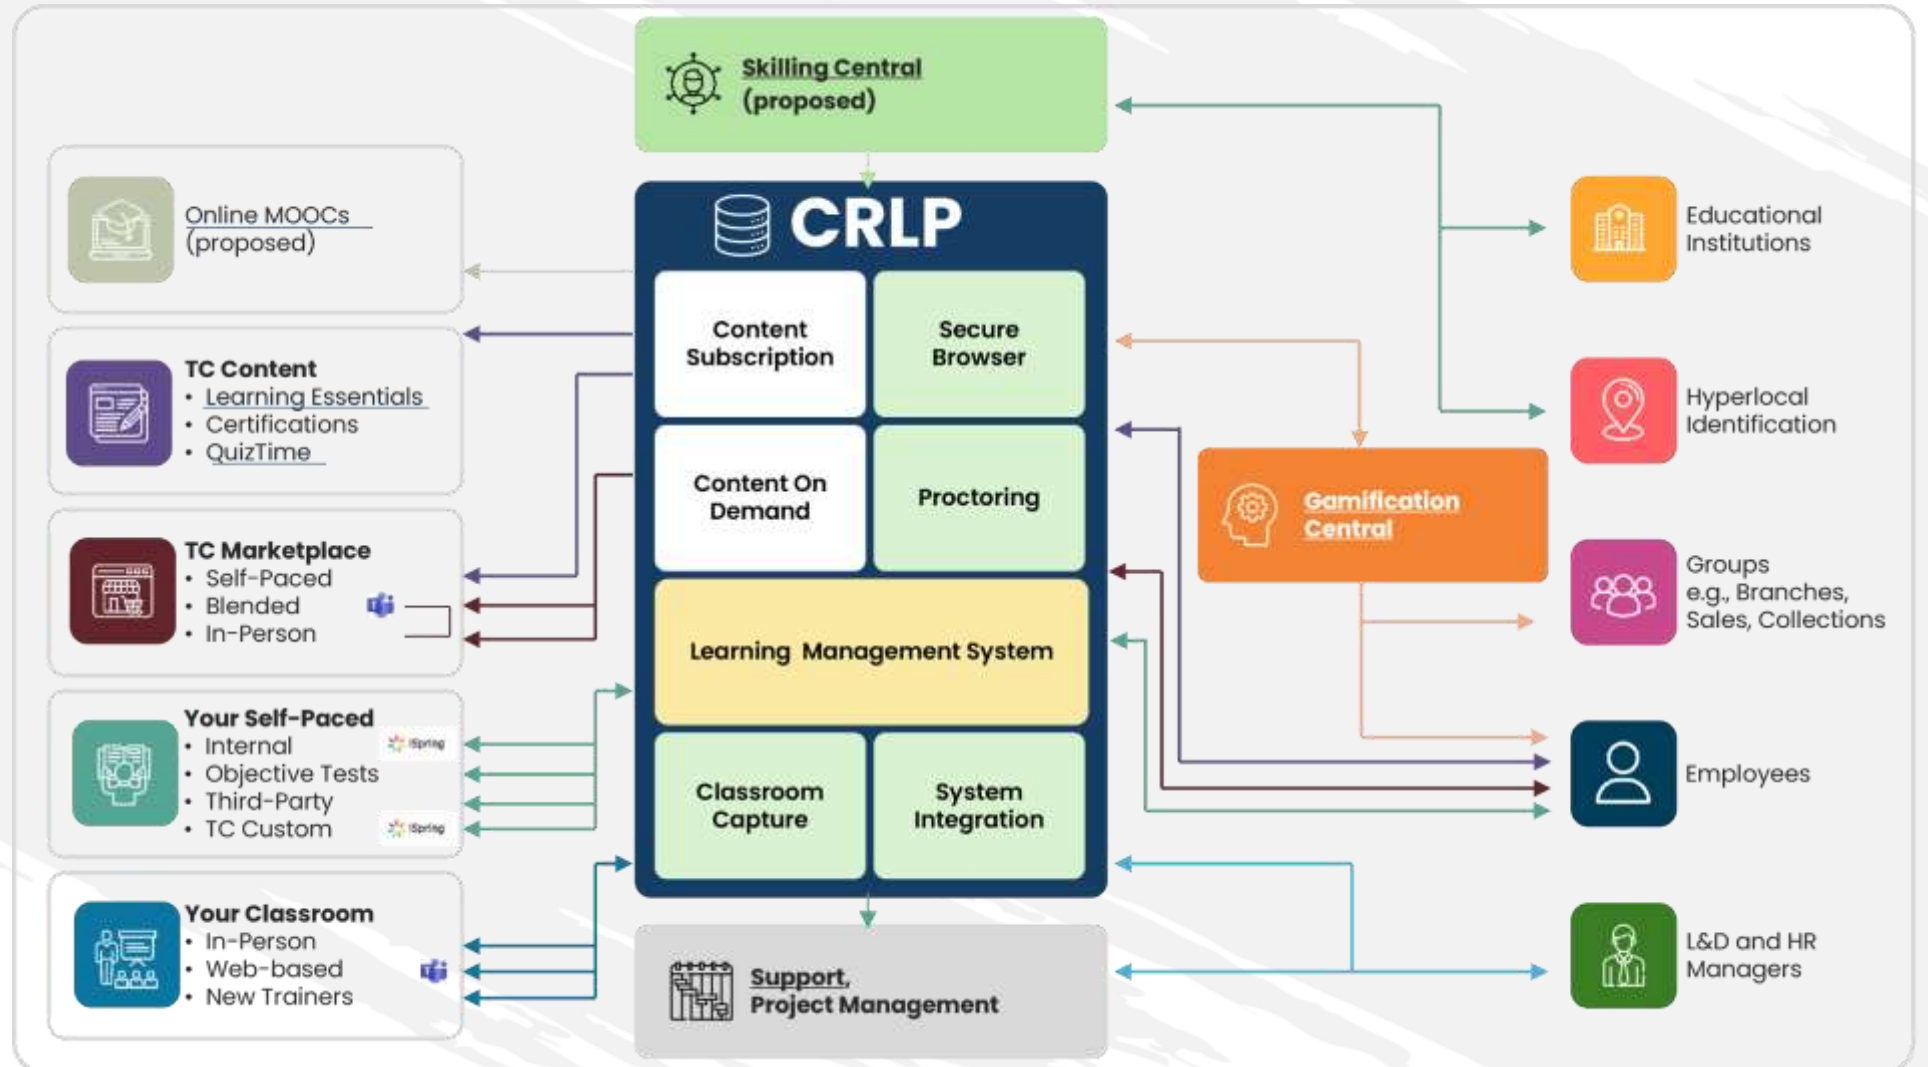 Skilling Central
(proposed)
CRLP
Content
Subscription
Secure
Browser
Content On
Demand
Proctoring
Learning Management System
Classroom
Capture
System
Integration
Support,
Project Management
Online MOOCs
(proposed)
TC Content
• Learning Essentials
• Certifications
• QuizTime
TC Marketplace
• Self-Paced
• Blended
• In-Person
Your Self-Paced
• Internal
iSpring
• Objective Tests
• Third-Party
• TC Custom
iSpring
Your Classroom
• In-Person
• Web-based
• New Trainers
Gamification
Central
Educational
Institutions
Hyperlocal
Identification
Groups
e.g., Branches,
Sales, Collections
Employees
L&D and HR
Managers